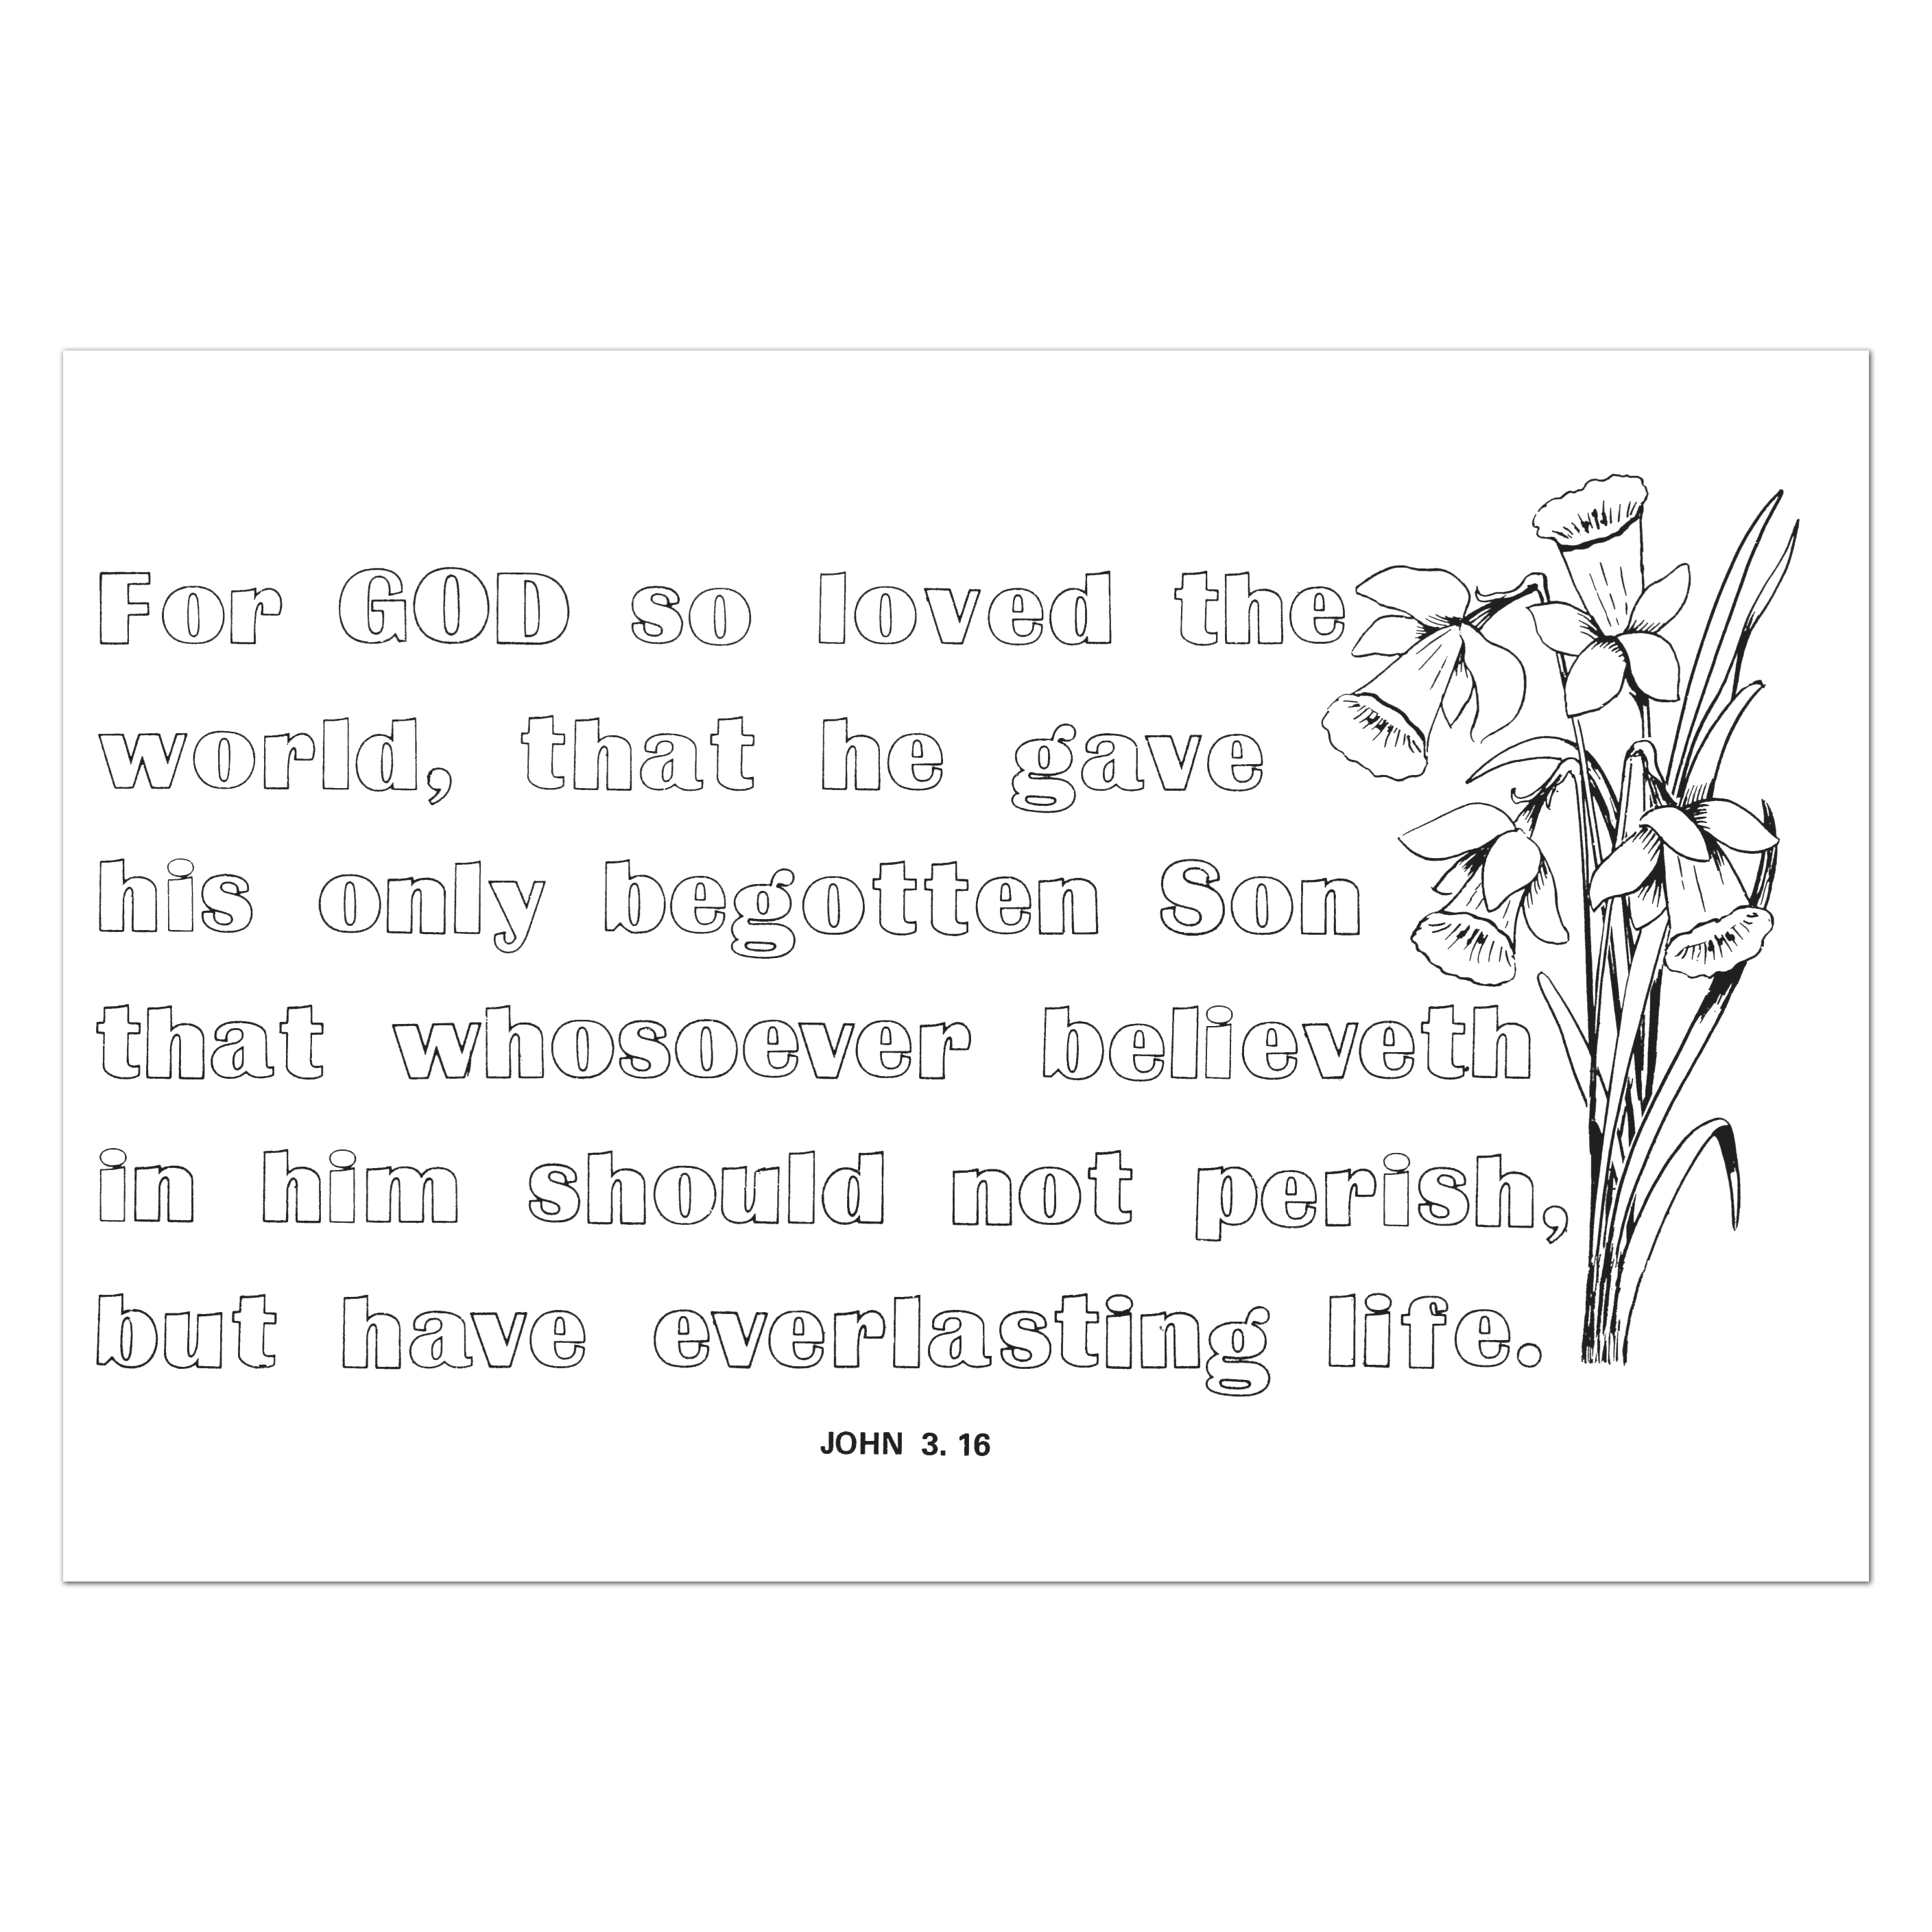 For GOD so loved the
world, that he gave
his only begotten Son
that whosoever believeth
in him should not perish,
but have everlasting life.
JOHN 3. 16